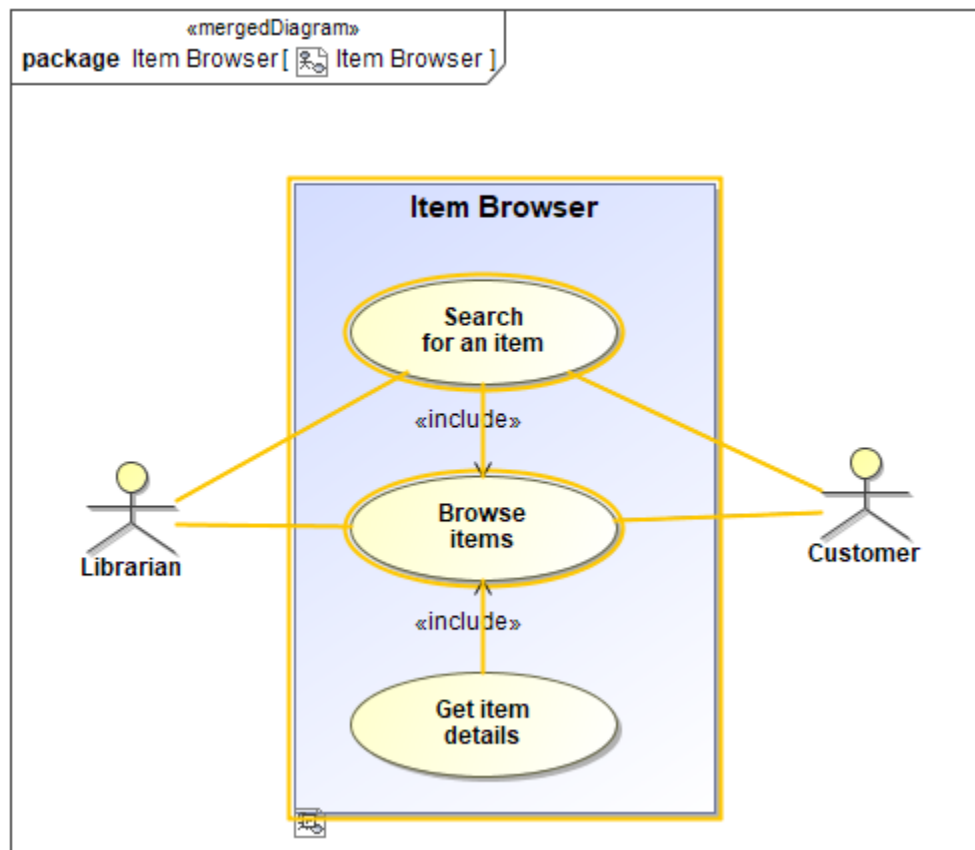 «mergedDiagram»
package Item Browser[ Item Browser ]
Item Browser
Search
for an item
«include»
Librarian
Browse
items
Customer
«include»
Get item
details